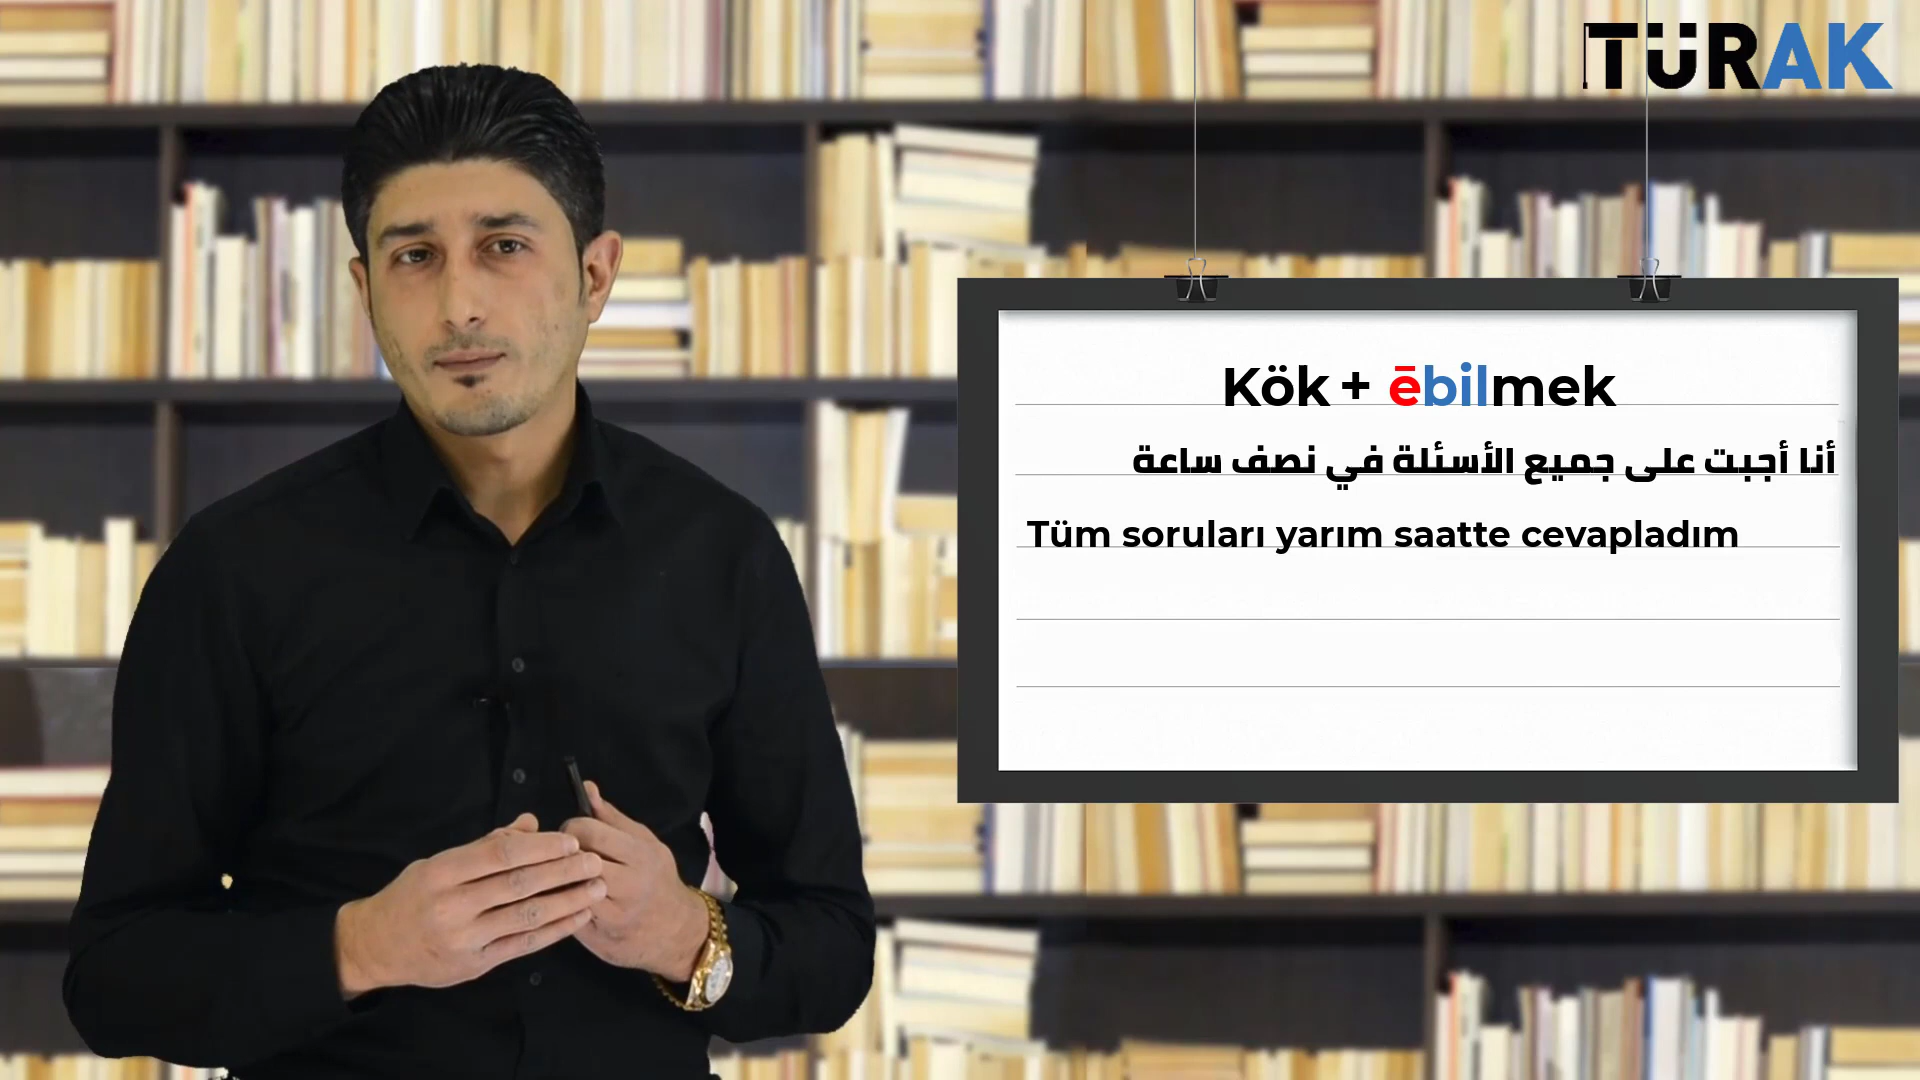 TÜRAK
Kök + ēbilmek
أنا أجبت على جميع الأسئلة في نصف ساعة
Tüm soruları yarım saatte cevapladım